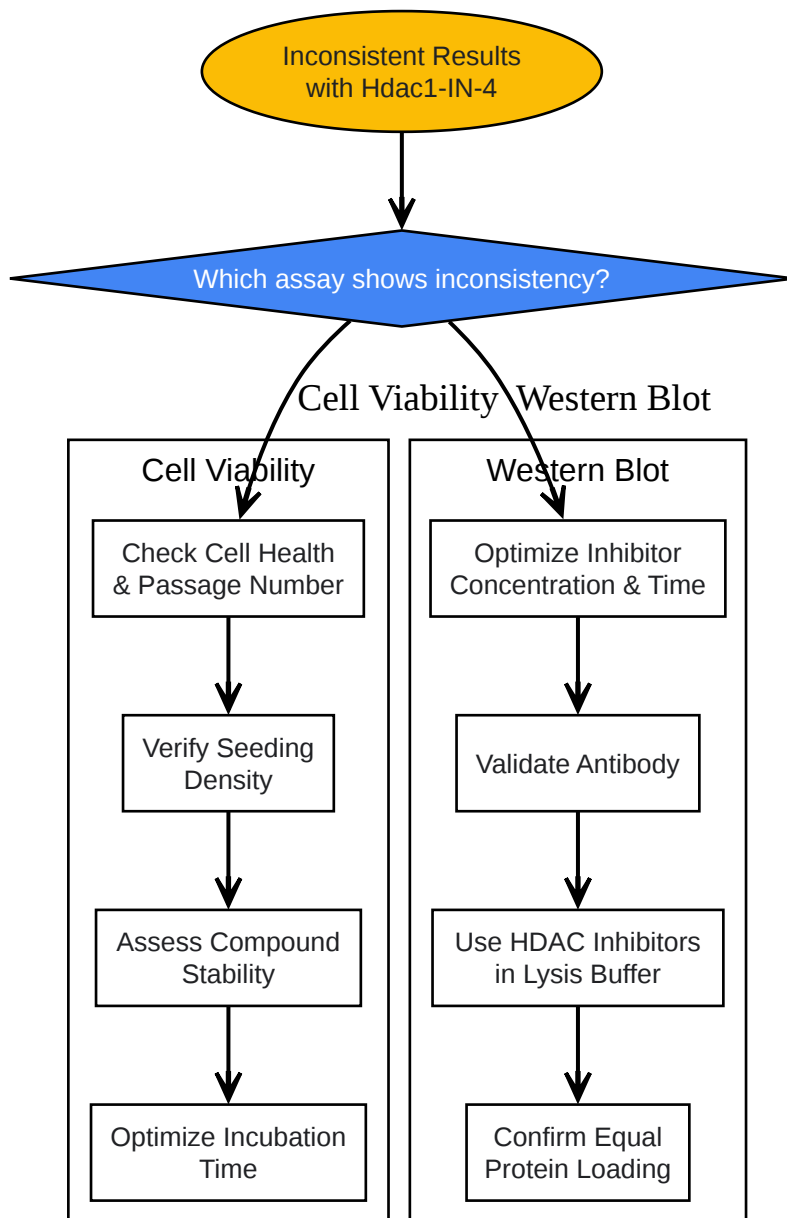 Inconsistent Results
with Hdac1-IN-4
Which assay shows inconsistency?
Cell Viability
Western Blot
Cell Viability
Check Cell Health
& Passage Number
Verify Seeding
Density
Assess Compound
Stability
Optimize Incubation
Time
Western Blot
Optimize Inhibitor
Concentration & Time
Validate Antibody
Use HDAC Inhibitors
in Lysis Buffer
Confirm Equal
Protein Loading